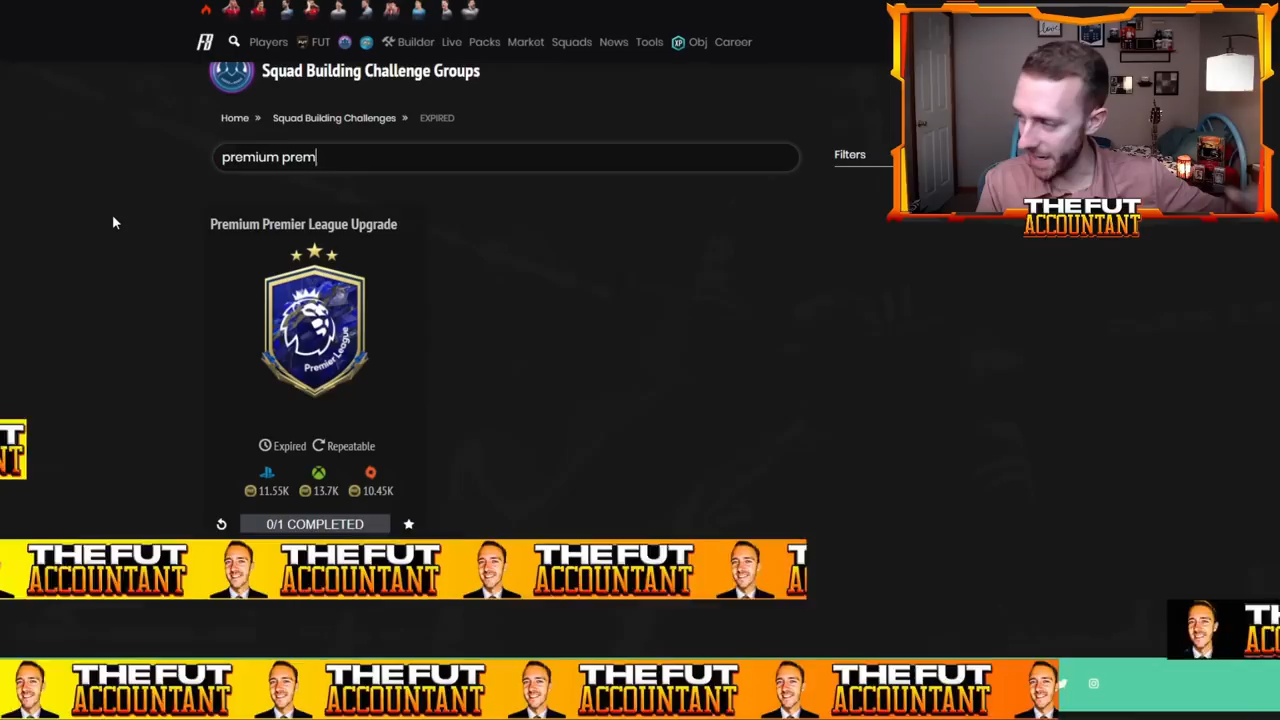 F8 Players FUT Builder Live Packs Market Squads News Tools XP Obj Career
Squad Building Challenge Groups
Home » Squad Building Challenges » EXPIRED
premium prem
Filters
THE FUT
ACCOUNTANT
Premium Premier League Upgrade
Premier League
Expired Repeatable
11.55K 13.7K 10.45K
0/1 COMPLETED
THE FUT ACCOUNTANT THE FUT ACCOUNTANT THE FUT ACCOUNTANT
THE FUT ACCOUNTANT THE FUT ACCOUNTANT THE FUT ACCOUNTANT THE FUT ACCOUNTANT